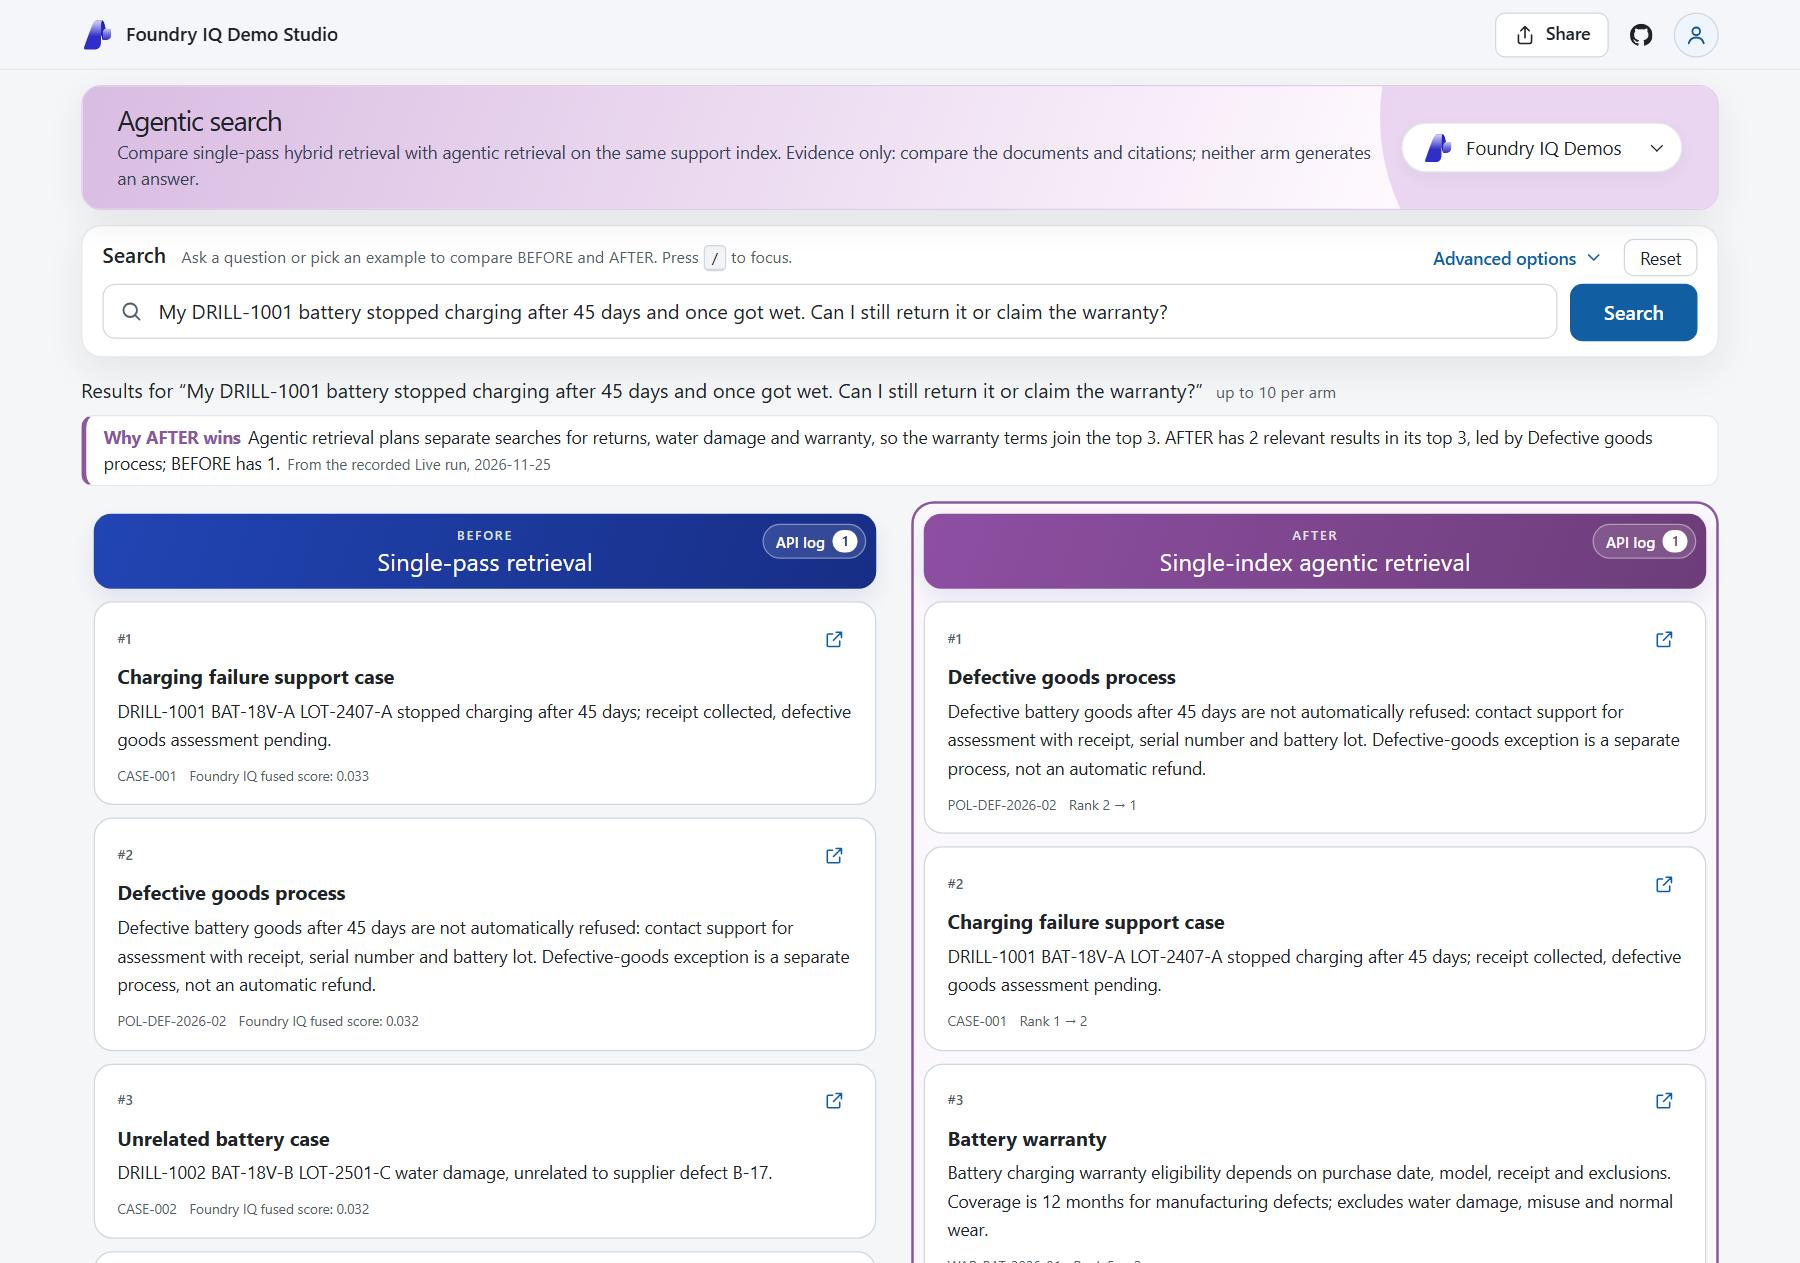 Foundry IQ Demo Studio
Share
Agentic search
Compare single-pass hybrid retrieval with agentic retrieval on the same support index. Evidence only: compare the documents and citations; neither arm generates
an answer.
Foundry IQ Demos
Search
Ask a question or pick an example to compare BEFORE and AFTER. Press / to focus.
Advanced options
Reset
My DRILL-1001 battery stopped charging after 45 days and once got wet. Can I still return it or claim the warranty?
Search
Results for “My DRILL-1001 battery stopped charging after 45 days and once got wet. Can I still return it or claim the warranty?” up to 10 per arm
Why AFTER wins Agentic retrieval plans separate searches for returns, water damage and warranty, so the warranty terms join the top 3. AFTER has 2 relevant results in its top 3, led by Defective goods
process; BEFORE has 1. From the recorded Live run, 2026-11-25
BEFORE
Single-pass retrieval
API log 1
#1
Charging failure support case
DRILL-1001 BAT-18V-A LOT-2407-A stopped charging after 45 days; receipt collected, defective
goods assessment pending.
CASE-001 Foundry IQ fused score: 0.033
#2
Defective goods process
Defective battery goods after 45 days are not automatically refused: contact support for
assessment with receipt, serial number and battery lot. Defective-goods exception is a separate
process, not an automatic refund.
POL-DEF-2026-02 Foundry IQ fused score: 0.032
#3
Unrelated battery case
DRILL-1002 BAT-18V-B LOT-2501-C water damage, unrelated to supplier defect B-17.
CASE-002 Foundry IQ fused score: 0.032
AFTER
Single-index agentic retrieval
API log 1
#1
Defective goods process
Defective battery goods after 45 days are not automatically refused: contact support for
assessment with receipt, serial number and battery lot. Defective-goods exception is a separate
process, not an automatic refund.
POL-DEF-2026-02 Rank 2 → 1
#2
Charging failure support case
DRILL-1001 BAT-18V-A LOT-2407-A stopped charging after 45 days; receipt collected, defective
goods assessment pending.
CASE-001 Rank 1 → 2
#3
Battery warranty
Battery charging warranty eligibility depends on purchase date, model, receipt and exclusions.
Coverage is 12 months for manufacturing defects; excludes water damage, misuse and normal
wear.